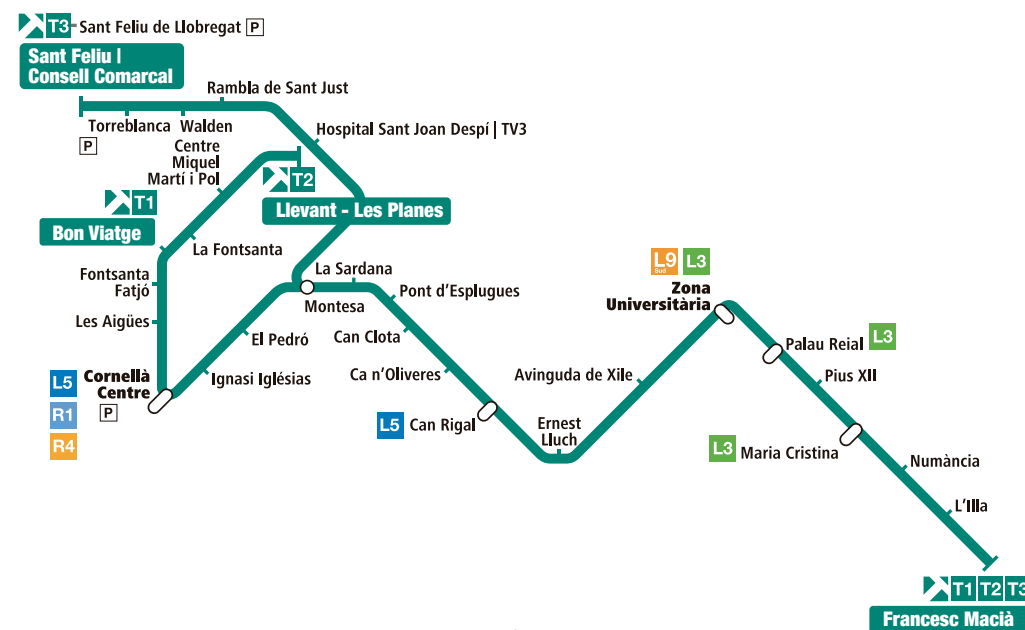 T3 Sant Feliu de Llobregat P
Sant Feliu |
Consell Comarcal
Rambla de Sant Just
Torreblanca
P
Walden
Hospital Sant Joan Despí | TV3
Centre
Miquel
Martí i Pol
T2
Llevant - Les Planes
T1
Bon Viatge
La Fontsanta
Fontsanta
Fatjó
Les Aigües
La Sardana
Montesa
Pont d'Esplugues
El Pedró
Can Clota
Ignasi Iglésias
Ca n'Oliveres
L5
R1
R4
Cornellà
Centre
P
L5 Can Rigal
Ernest
Lluch
Avinguda de Xile
L9 L3
Sud
Zona
Universitària
Palau Reial L3
Pius XII
L3 Maria Cristina
Numància
L'Illa
T1 T2 T3
Francesc Macià